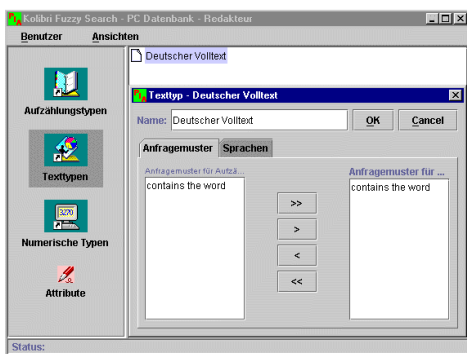 Kolibri Fuzzy Search - PC Datenbank - Redakteur
Benutzer Ansichten
Deutscher Volltext
Aufzählungstypen
Texttypen
3270
Numerische Typen
Attribute
Texttyp - Deutscher Volltext
Name: Deutscher Volltext OK Cancel
Anfragemuster Sprachen
Anfragemuster für Aufzä... Anfragemuster für ...
contains the word contains the word
>>
>
<
<<
Status: